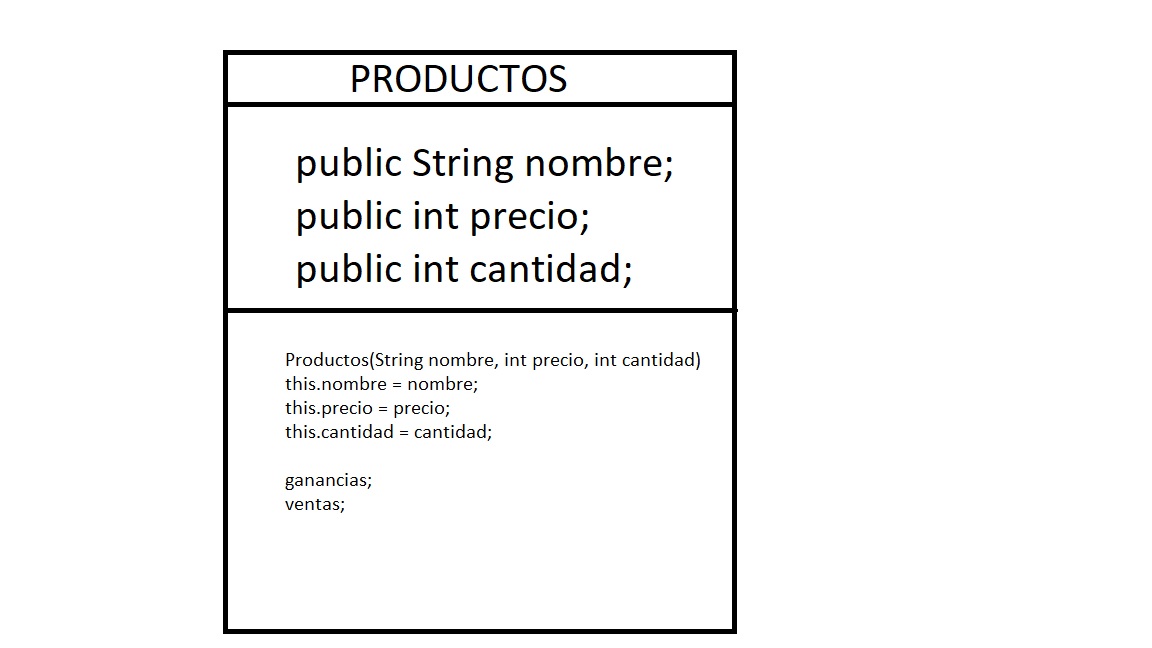 PRODUCTOS
public String nombre;
public int precio;
public int cantidad;
Productos(String nombre, int precio, int cantidad)
this.nombre = nombre;
this.precio = precio;
this.cantidad = cantidad;
ganancias;
ventas;